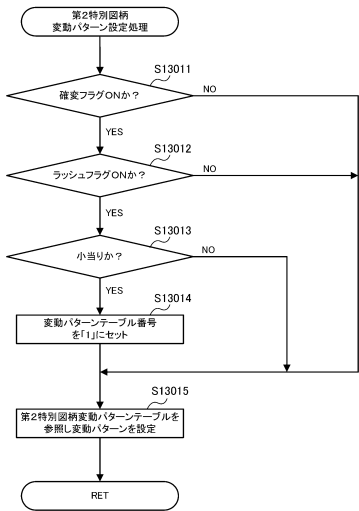 第2特別図柄
変動パターン設定処理
S13011
確変フラグONか?
NO
YES
S13012
ラッシュフラグONか?
NO
YES
S13013
小当りか?
NO
YES
S13014
変動パターンテーブル番号
を「1」にセット
S13015
第2特別図柄変動パターンテーブルを
参照し変動パターンを設定
RET